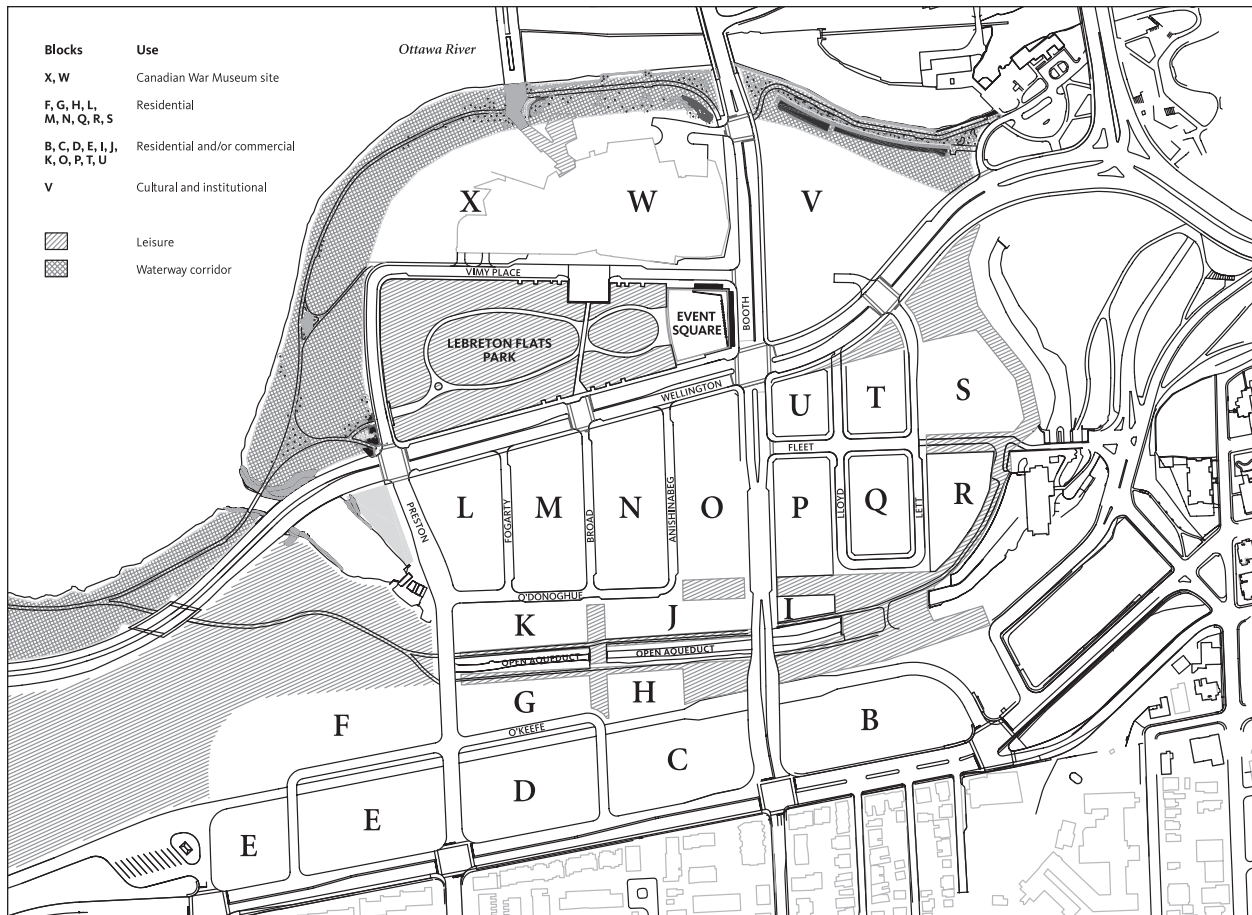 Blocks Use
X, W Canadian War Museum site
F, G, H, L, Residential
M, N, Q, R, S
B, C, D, E, I, J, Residential and/or commercial
K, O, P, T, U
V Cultural and institutional
Leisure
Waterway corridor
Ottawa River
X
W
V
VIMY PLACE
EVENT
SQUARE
BOOTH
LEBRETON FLATS
PARK
WELLINGTON
U
T
S
FLEET
L
M
N
O
P
Q
R
PRESTON
FOGARTY
BROAD
ANISHINABEG
LLOYD
LETT
O'DONOGHUE
K
J
I
OPEN AQUEDUCT
OPEN AQUEDUCT
G
H
F
O'KEEFE
B
C
D
E
E